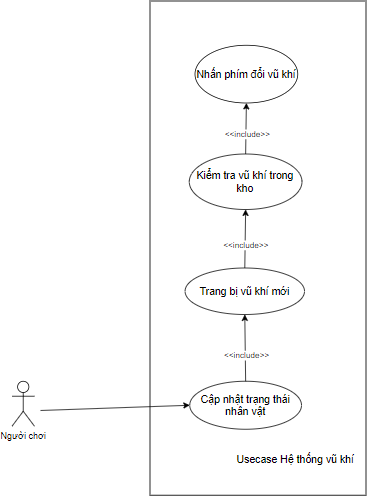 Nhấn phím đổi vũ khí
<<include>>
Kiểm tra vũ khí trong
kho
<<include>>
Trang bị vũ khí mới
<<include>>
Cập nhật trạng thái
nhân vật
Người chơi
Usecase Hệ thống vũ khí